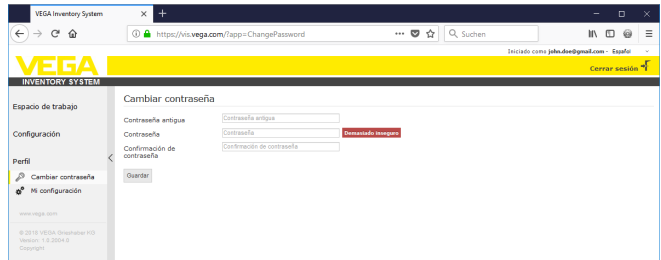 VEGA Inventory System
https://vis.vega.com/?app=ChangePassword
Suchen
Iniciado como john.doe@gmail.com - Español
VEGA
INVENTORY SYSTEM
Cerrar sesión
Espacio de trabajo
Configuración
Perfil
Cambiar contraseña
Mi configuración
www.vega.com
© 2018 VEGA Grieshaber KG
Version: 1.8.2004.0
Copyright
Cambiar contraseña
Contraseña antigua
Contraseña antigua
Contraseña
Contraseña
Demasiado inseguro
Confirmación de
contraseña
Confirmación de contraseña
Guardar